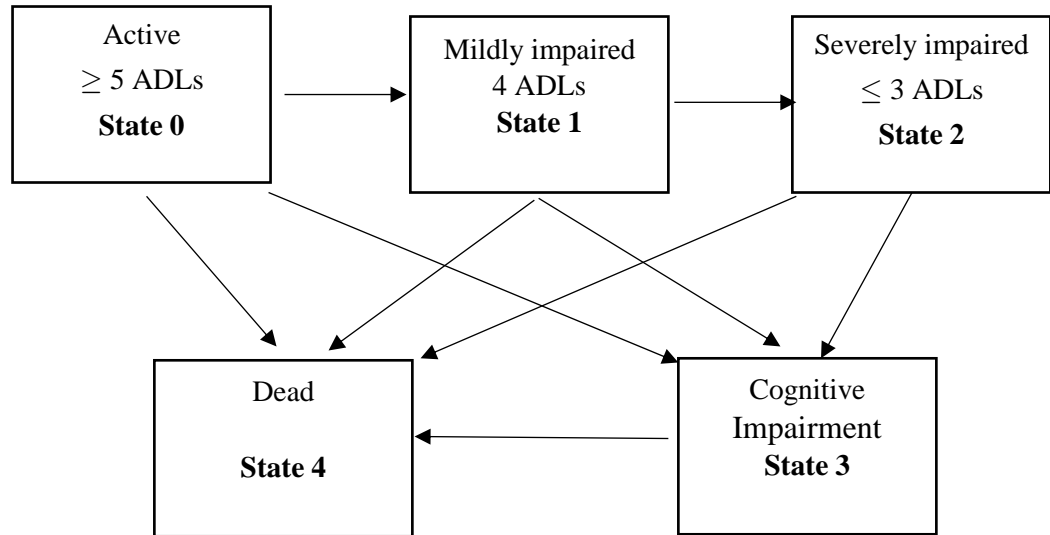 Active
≥ 5 ADLs
State 0
Mildly impaired
4 ADLs
State 1
Severely impaired
≤ 3 ADLs
State 2
Dead
State 4
Cognitive
Impairment
State 3